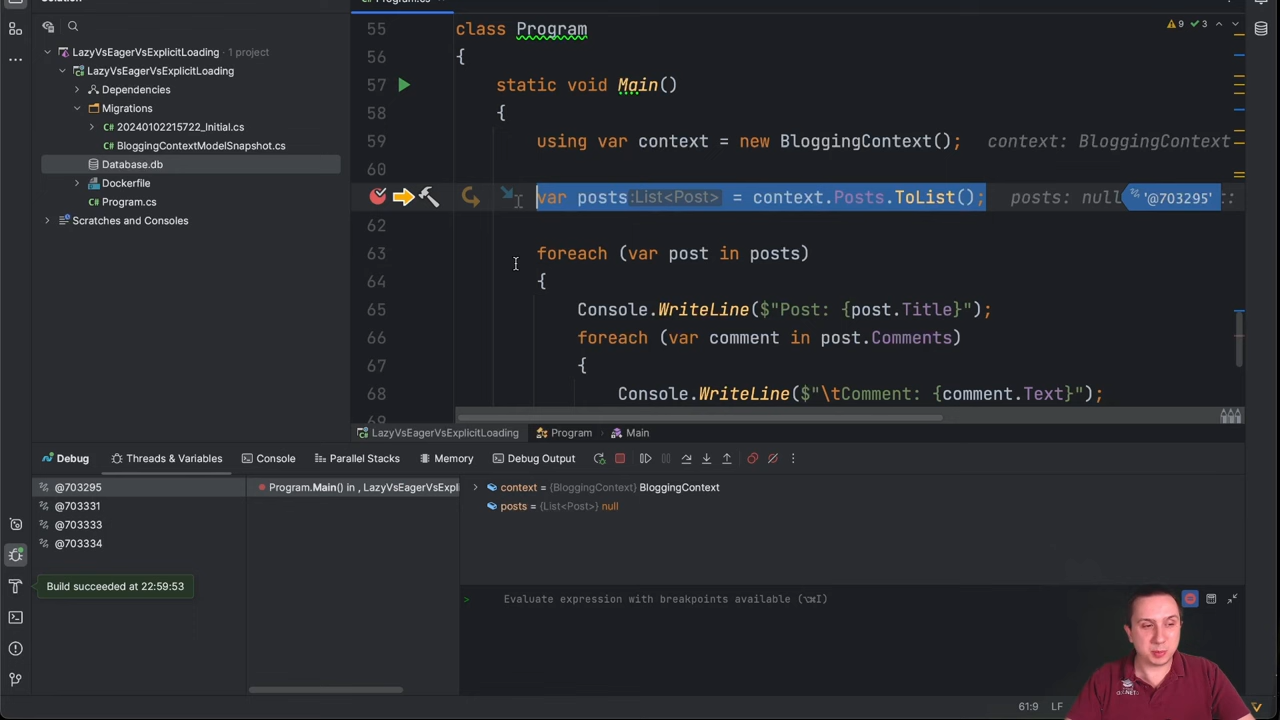 LazyVsEagerVsExplicitLoading · 1 project
LazyVsEagerVsExplicitLoading
Dependencies
Migrations
C# 20240102215722_Initial.cs
C# BloggingContextModelSnapshot.cs
Database.db
Dockerfile
C# Program.cs
Scratches and Consoles
9 3
55 class Program
56 {
57 static void Main()
58 {
59 using var context = new BloggingContext(); context: BloggingContext
60
var posts:List<Post> = context.Posts.ToList(); posts: null '@703295'
62
63 foreach (var post in posts)
64 {
65 Console.WriteLine($"Post: {post.Title}");
66 foreach (var comment in post.Comments)
67 {
68 Console.WriteLine($"\tComment: {comment.Text}");
LazyVsEagerVsExplicitLoading Program Main
Debug Threads & Variables Console Parallel Stacks Memory Debug Output
@703295
@703331
@703333
@703334
Program.Main() in , LazyVsEagerVsExpli
context = {BloggingContext} BloggingContext
posts = {List<Post>} null
Build succeeded at 22:59:53
> Evaluate expression with breakpoints available (⌥⌘I)
61:9 LF